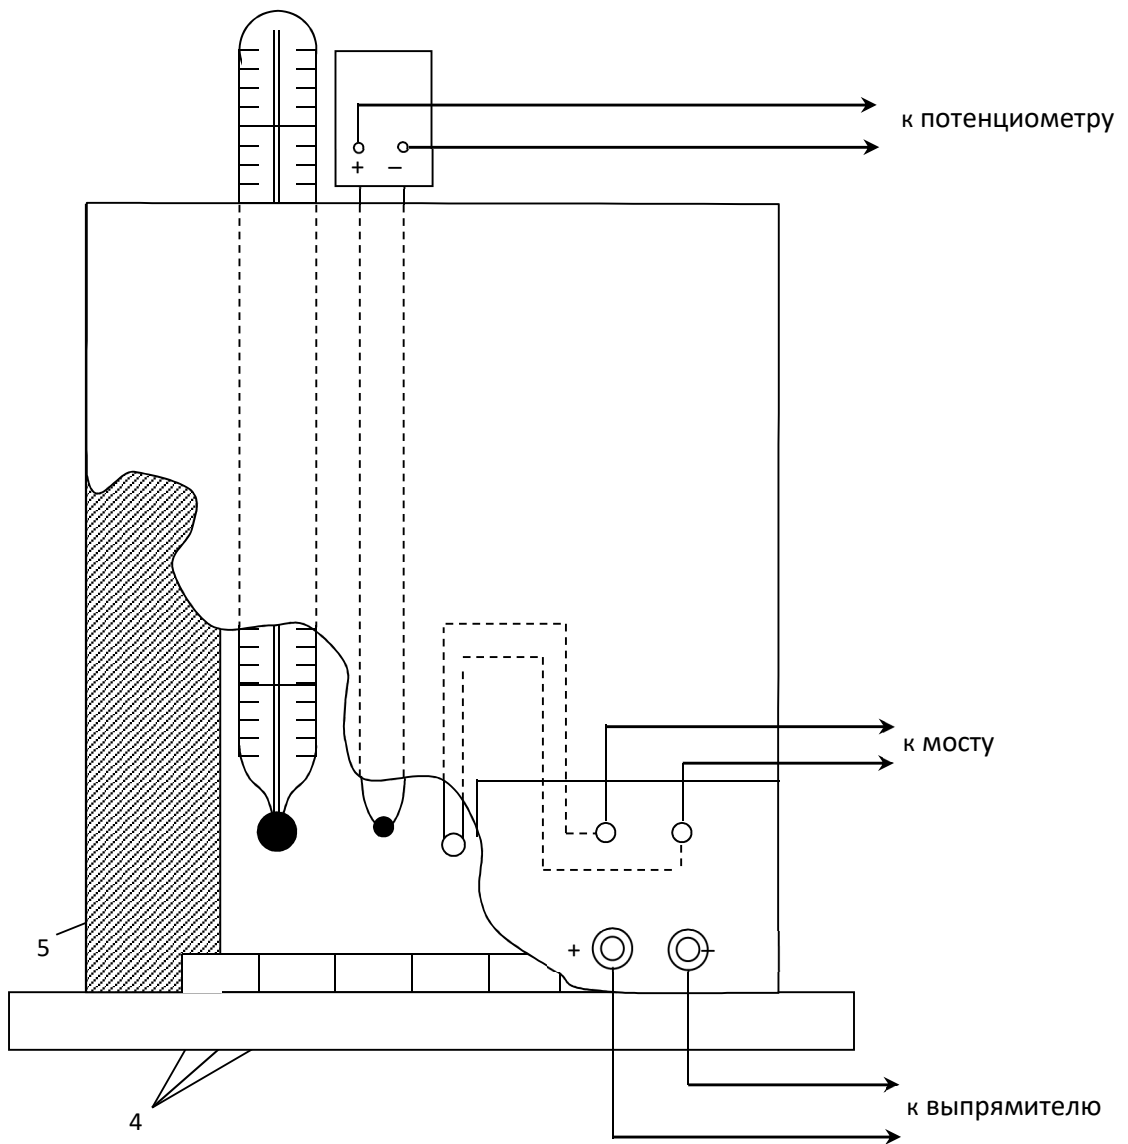 к потенциометру
+ –
к мосту
5
+ –
к выпрямителю
4